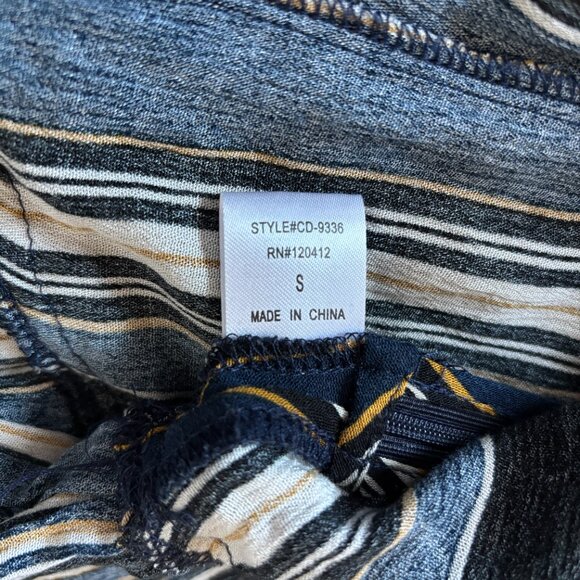 STYLE#CD-9336
RN#120412
S
MADE IN CHINA